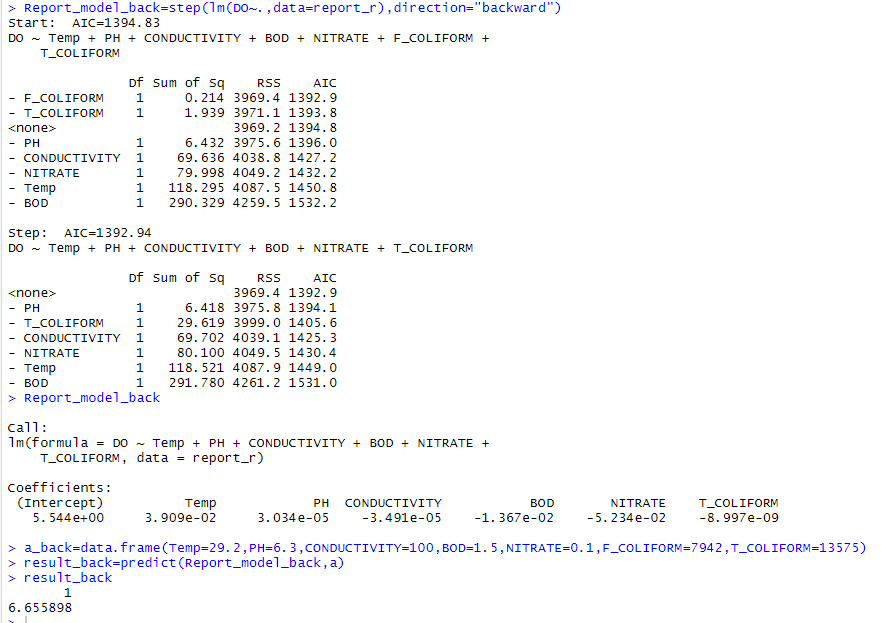 > Report_model_back=step(lm(DO~.,data=report_r),direction="backward")
Start:  AIC=1394.83
DO ~ Temp + PH + CONDUCTIVITY + BOD + NITRATE + F_COLIFORM +
    T_COLIFORM
               Df Sum of Sq    RSS    AIC
- F_COLIFORM    1     0.214 3969.4 1392.9
- T_COLIFORM    1     1.939 3971.1 1393.8
<none>                      3969.2 1394.8
- PH            1     6.432 3975.6 1396.0
- CONDUCTIVITY  1    69.636 4038.8 1427.2
- NITRATE       1    79.998 4049.2 1432.2
- Temp          1   118.295 4087.5 1450.8
- BOD           1   290.329 4259.5 1532.2
Step:  AIC=1392.94
DO ~ Temp + PH + CONDUCTIVITY + BOD + NITRATE + T_COLIFORM
               Df Sum of Sq    RSS    AIC
<none>                      3969.4 1392.9
- PH            1     6.418 3975.8 1394.1
- T_COLIFORM    1    29.619 3999.0 1405.6
- CONDUCTIVITY  1    69.702 4039.1 1425.3
- NITRATE       1    80.100 4049.5 1430.4
- Temp          1   118.521 4087.9 1449.0
- BOD           1   291.780 4261.2 1531.0
> Report_model_back
Call:
lm(formula = DO ~ Temp + PH + CONDUCTIVITY + BOD + NITRATE +
    T_COLIFORM, data = report_r)
Coefficients:
 (Intercept)          Temp            PH  CONDUCTIVITY           BOD       NITRATE    T_COLIFORM
   5.544e+00     3.909e-02     3.034e-05    -3.491e-05    -1.367e-02    -5.234e-02    -8.997e-09
> a_back=data.frame(Temp=29.2,PH=6.3,CONDUCTIVITY=100,BOD=1.5,NITRATE=0.1,F_COLIFORM=7942,T_COLIFORM=13575)
> result_back=predict(Report_model_back,a)
> result_back
       1
6.655898
>